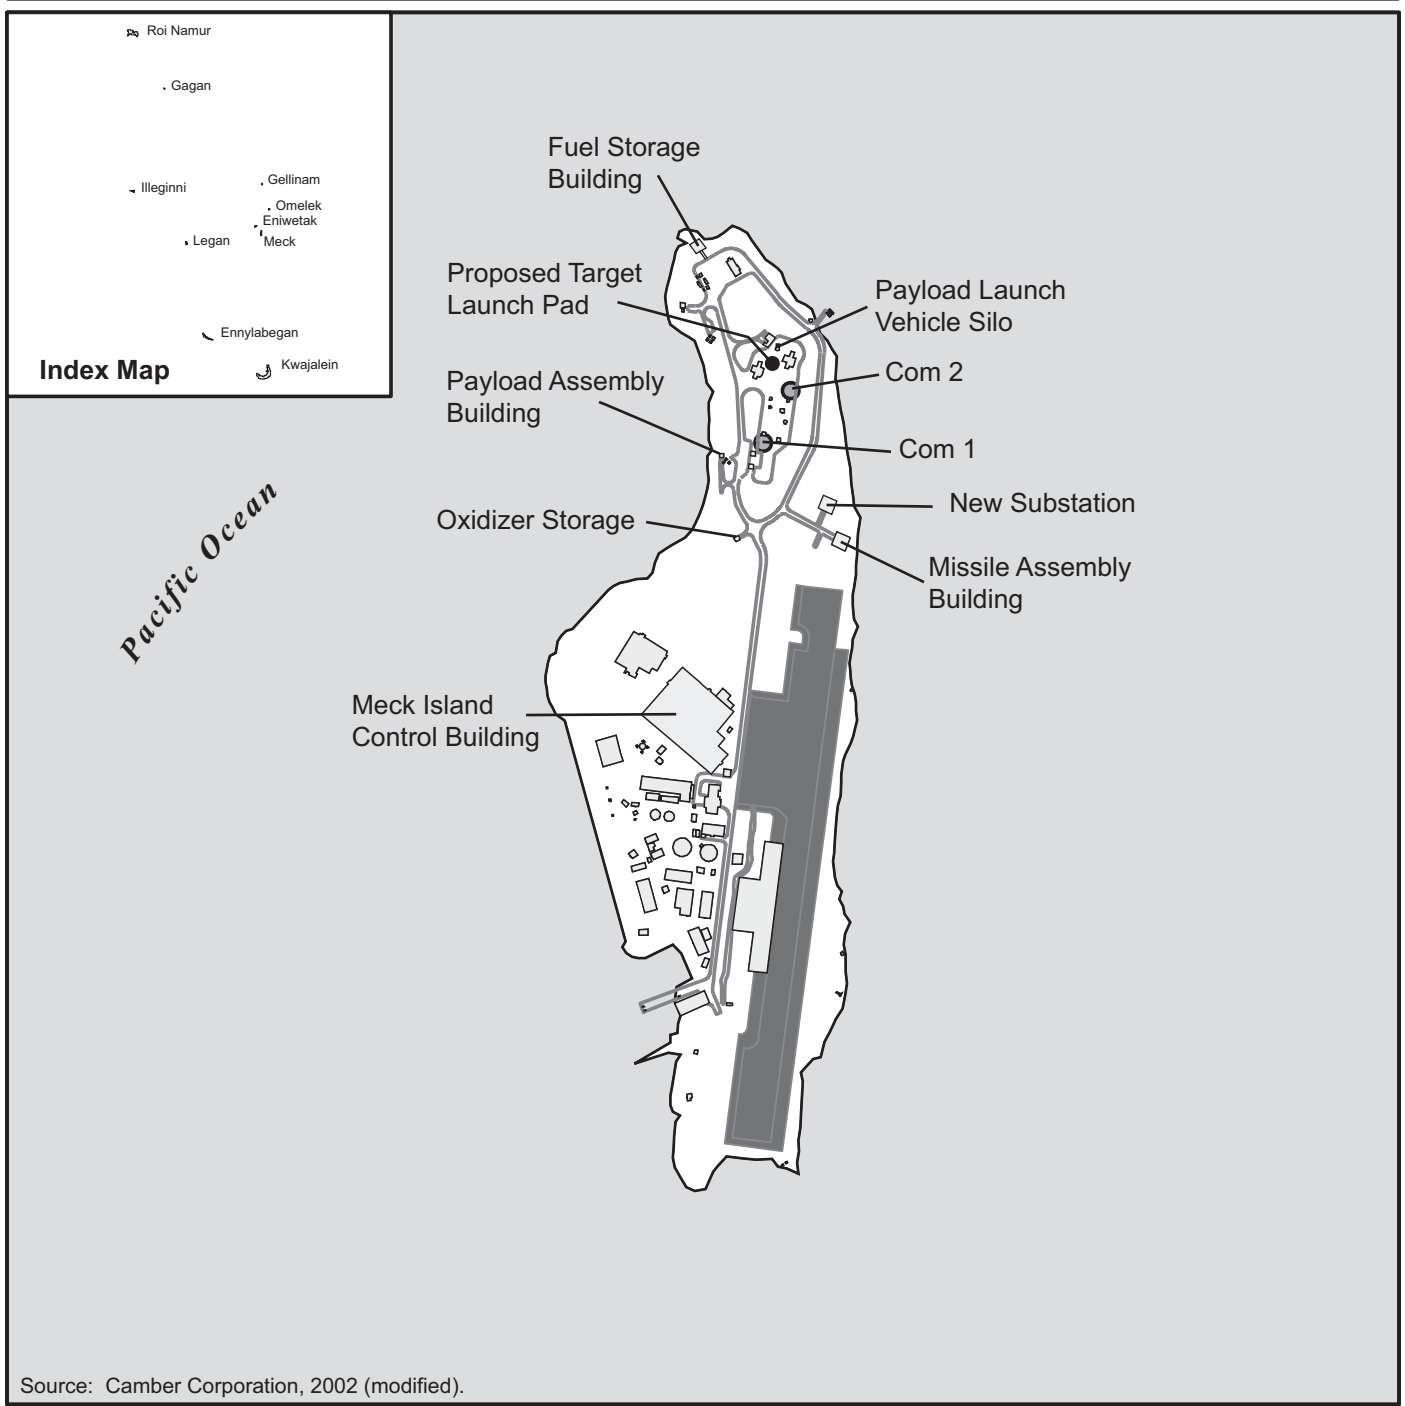 Roi Namur
Gagan
Illeginni
Gellinam
Omelek
Eniwetak
Legan
Meck
Ennylabegan
Kwajalein
Index Map
Fuel Storage
Building
Proposed Target
Launch Pad
Payload Launch
Vehicle Silo
Payload Assembly
Building
Com 2
Com 1
New Substation
Oxidizer Storage
Missile Assembly
Building
Pacific Ocean
Meck Island
Control Building
Source: Camber Corporation, 2002 (modified).